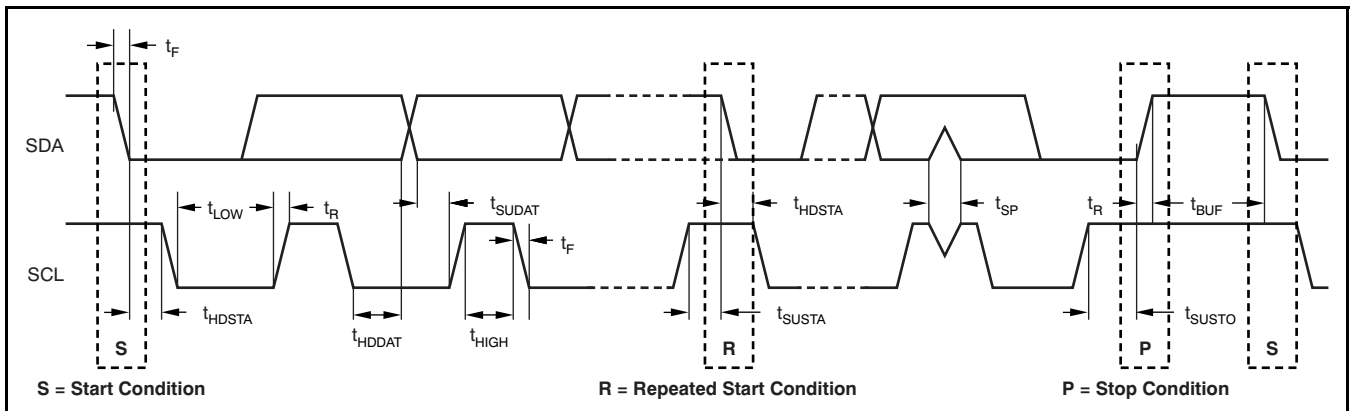 tF
SDA
tLOW
tR
tSUDAT
tHDSTA
tSP
tR
tBUF
tF
SCL
tHDSTA
tHDDAT
tHIGH
tSUSTA
tSUSTO
S
R
P
S
S = Start Condition
R = Repeated Start Condition
P = Stop Condition